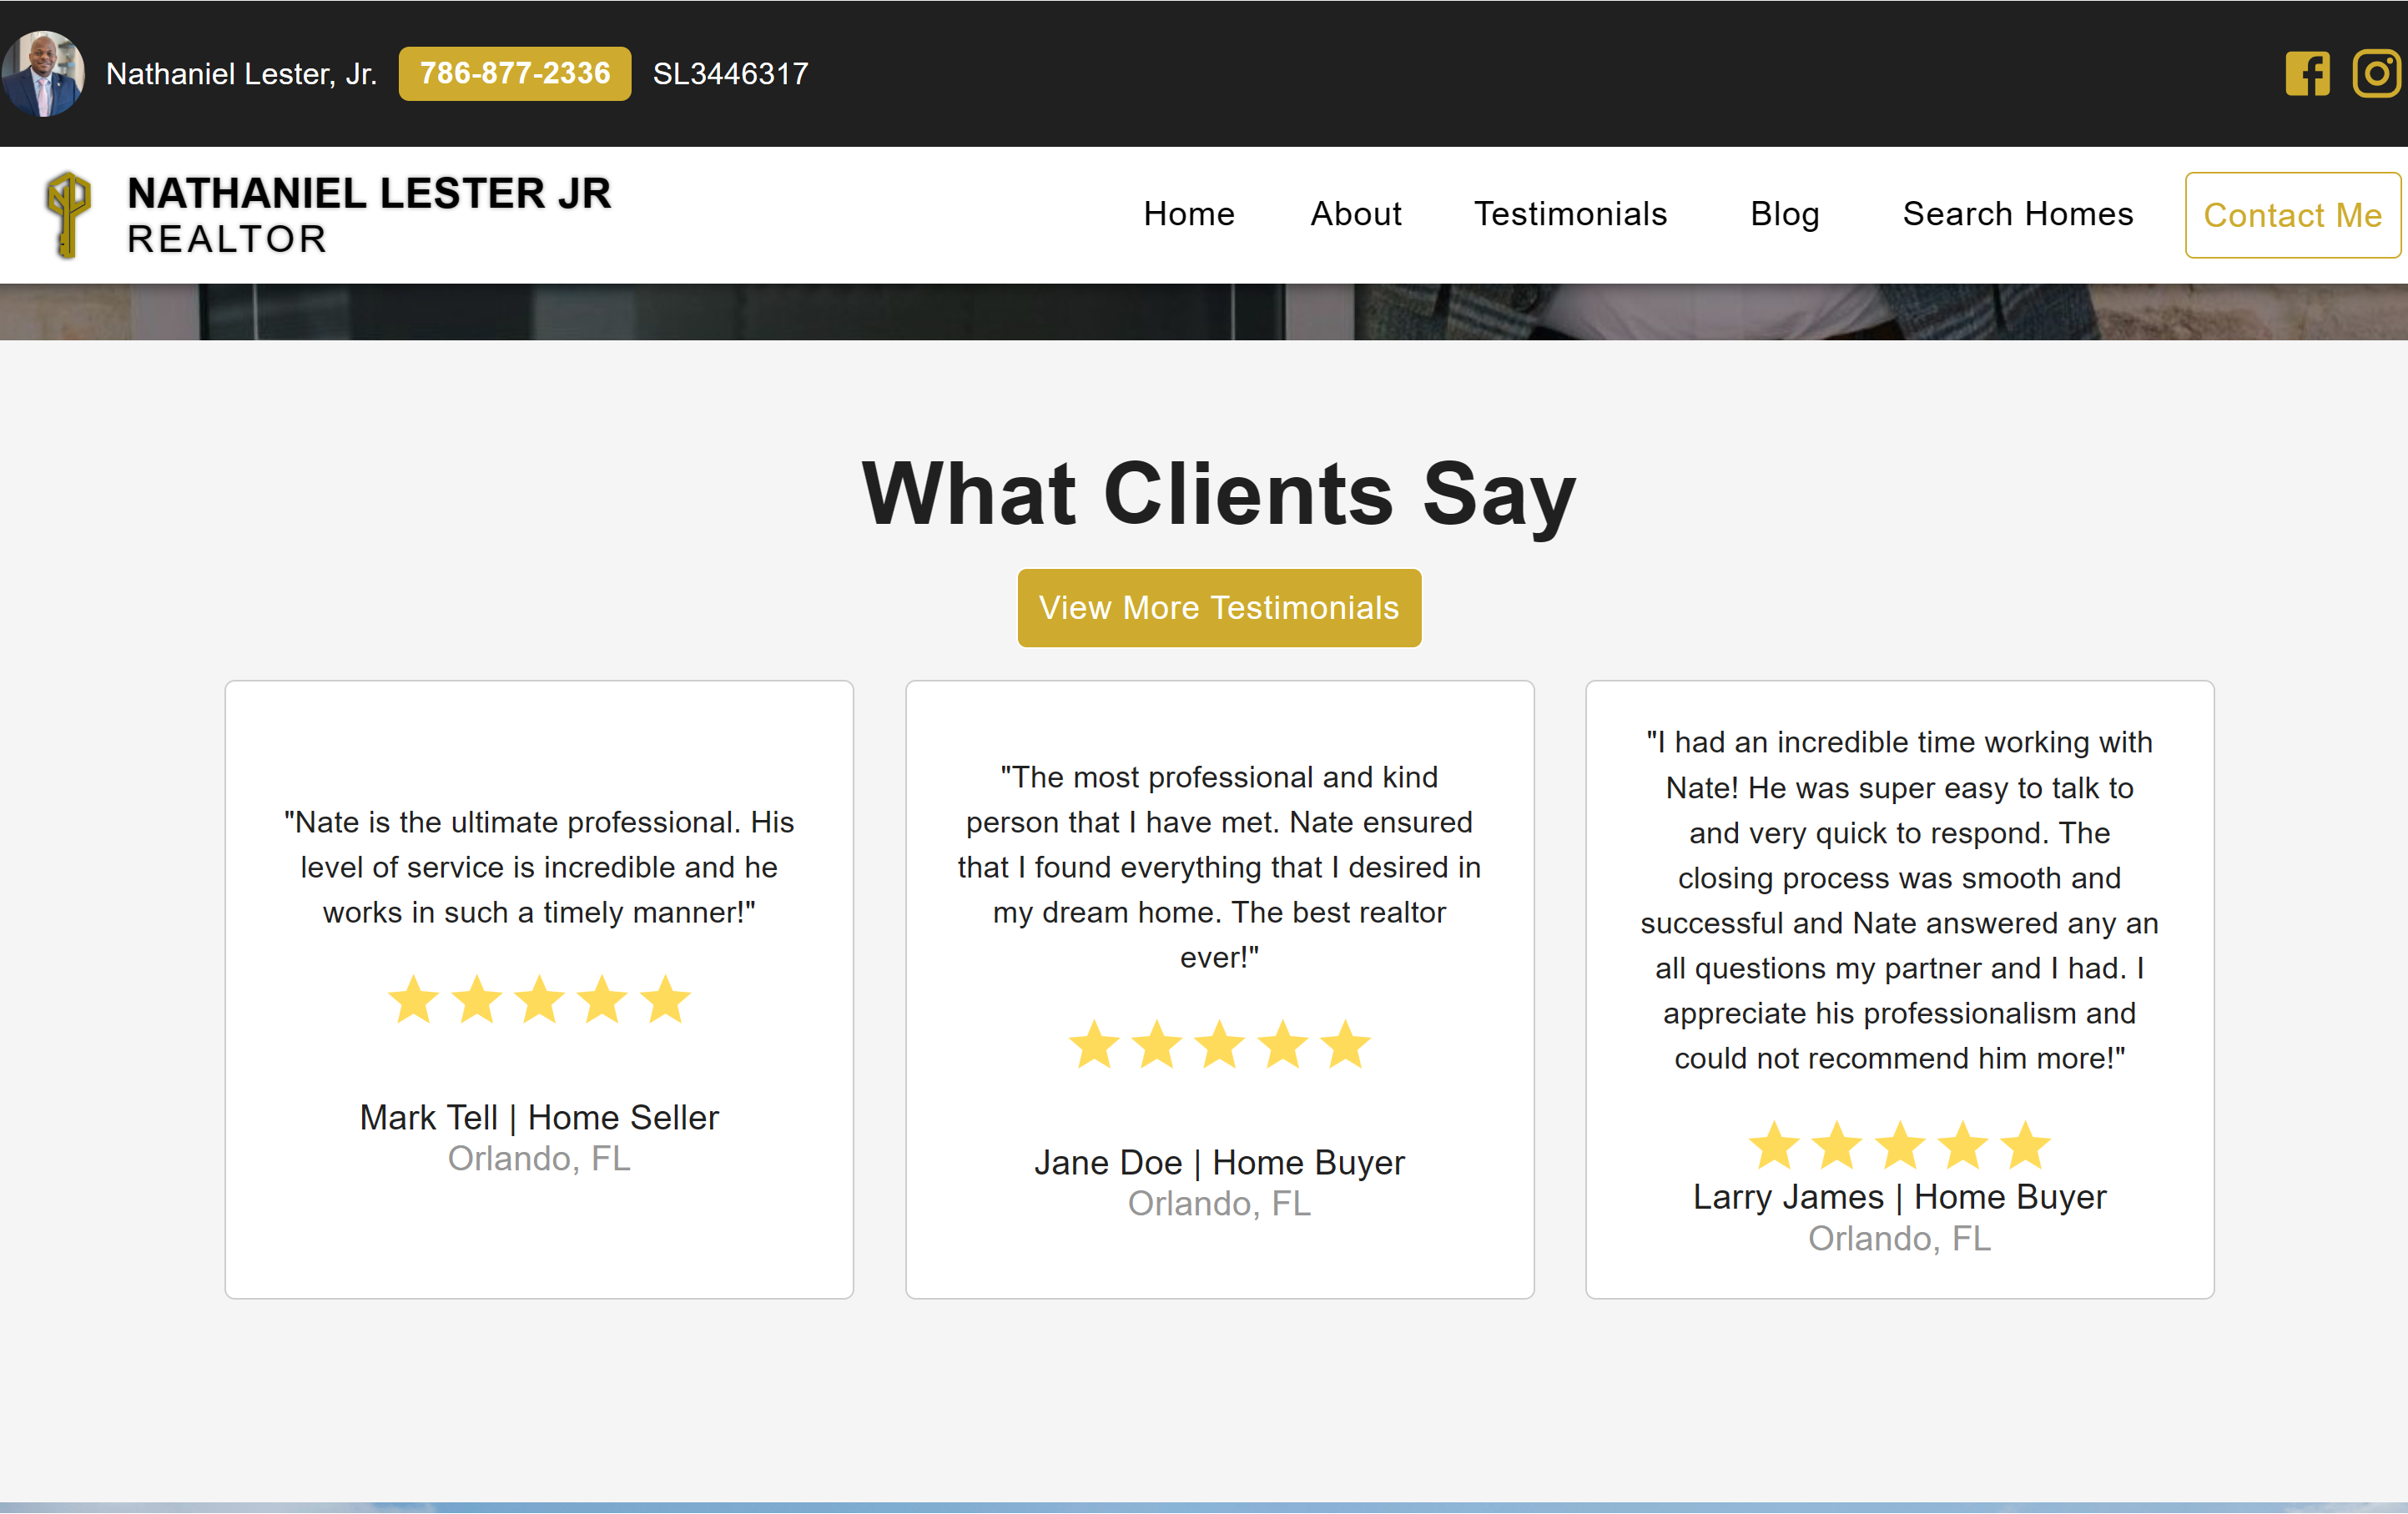 Nathaniel Lester, Jr. 786-877-2336 SL3446317
NATHANIEL LESTER JR
REALTOR
Home About Testimonials Blog Search Homes Contact Me
What Clients Say
View More Testimonials
"Nate is the ultimate professional. His
level of service is incredible and he
works in such a timely manner!"
Mark Tell | Home Seller
Orlando, FL
"The most professional and kind
person that I have met. Nate ensured
that I found everything that I desired in
my dream home. The best realtor
ever!"
Jane Doe | Home Buyer
Orlando, FL
"I had an incredible time working with
Nate! He was super easy to talk to
and very quick to respond. The
closing process was smooth and
successful and Nate answered any an
all questions my partner and I had. I
appreciate his professionalism and
could not recommend him more!"
Larry James | Home Buyer
Orlando, FL